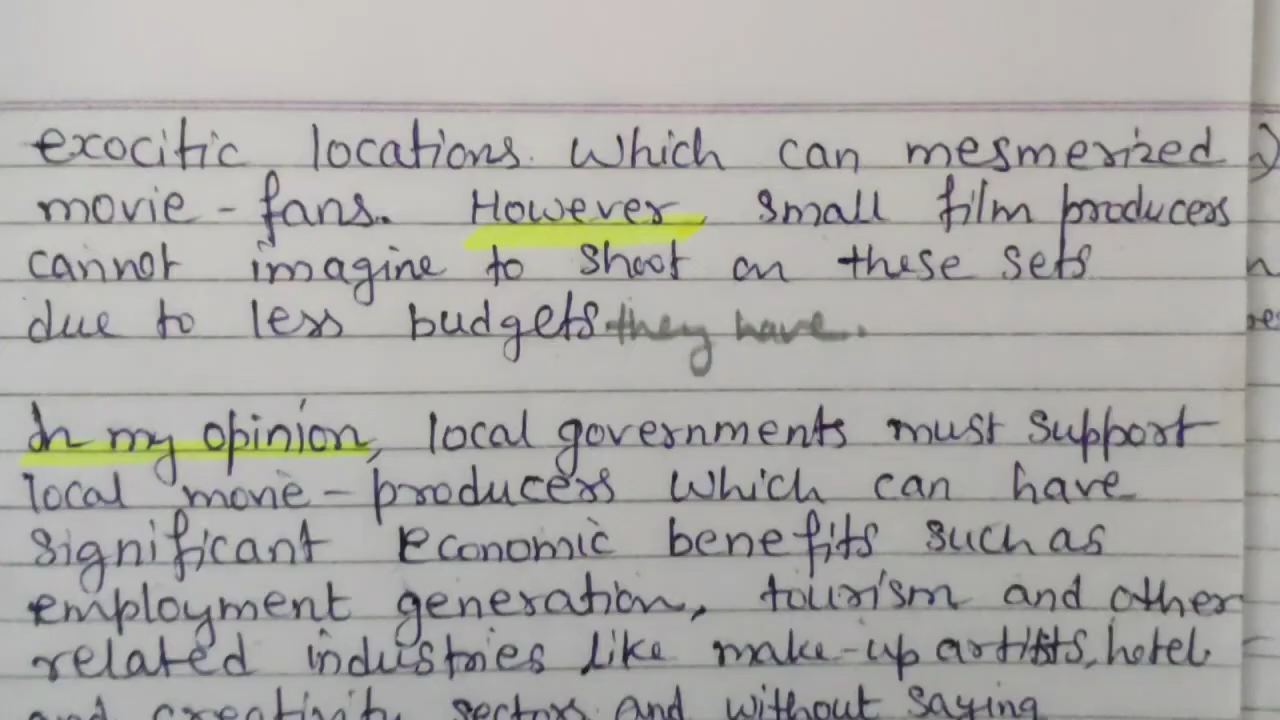 exocitic locations. Which can mesmerized
movie-fans. However, small film producers
cannot imagine to shoot on these sets
due to less budgets they have.
In my opinion, local governments must support
local movie-producers which can have
significant economic benefits such as
employment generation, tourism and other
related industries like make-up artists, hotel
and creativity sectors and without saying